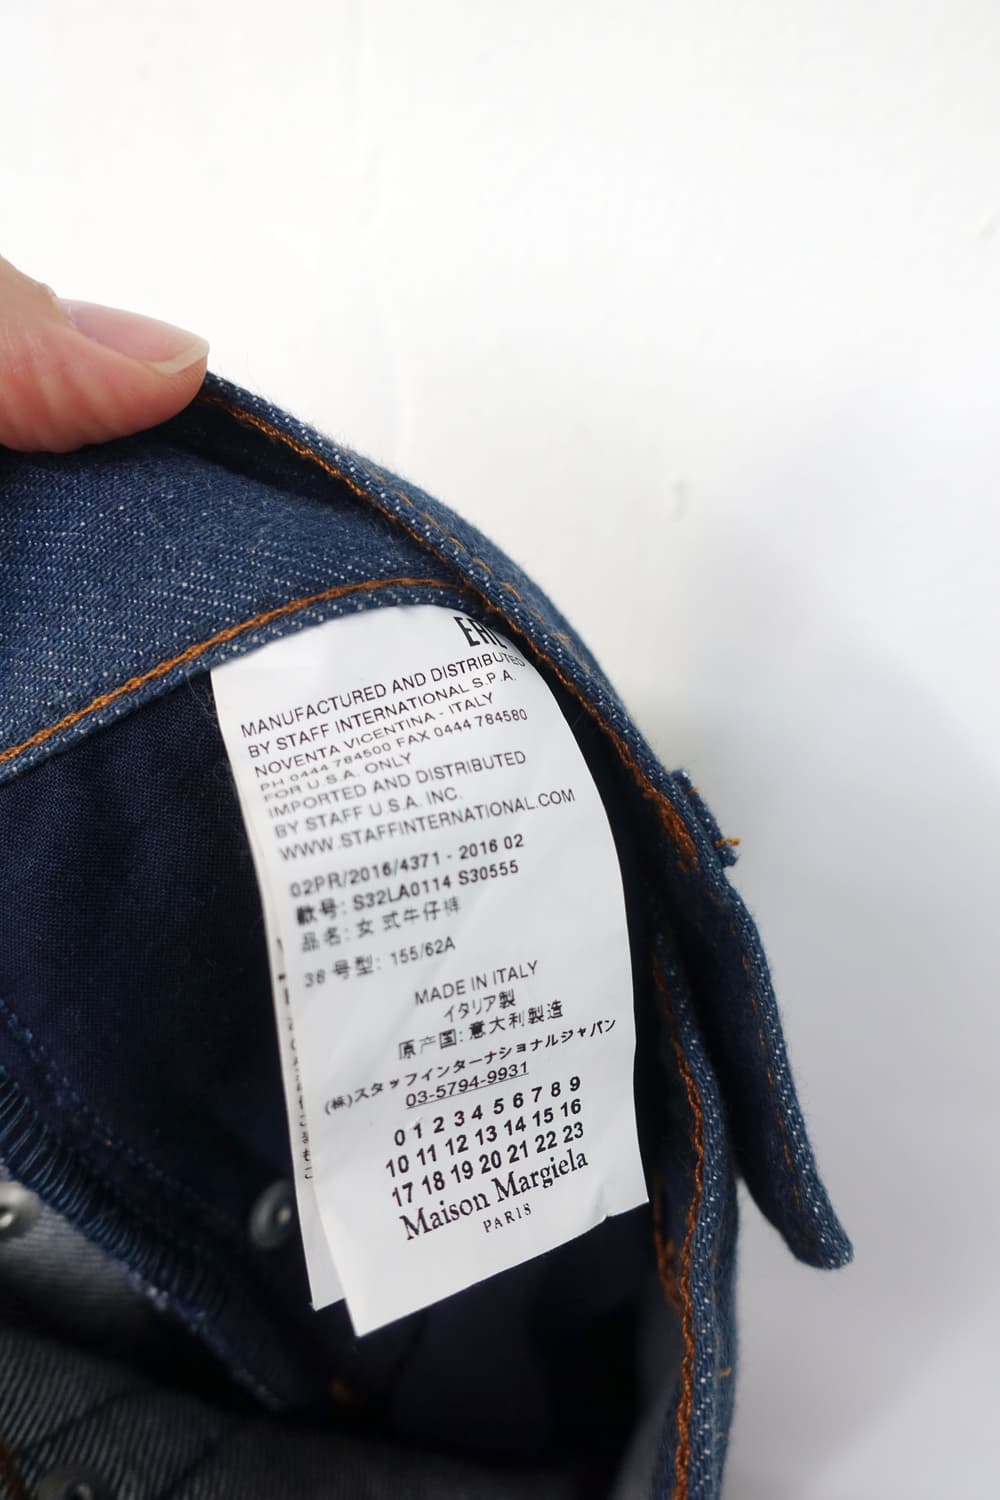 EAC
MANUFACTURED AND DISTRIBUTED
BY STAFF INTERNATIONAL S.P.A.
NOVENTA VICENTINA - ITALY
PH 0444 784500 FAX 0444 784580
FOR U.S.A. ONLY
IMPORTED AND DISTRIBUTED
BY STAFF U.S.A. INC.
WWW.STAFFINTERNATIONAL.COM
02PR/2016/4371 - 2016 02
款号: S32LA0114 S30555
品名: 女 式牛仔裤
38 号型: 155/62A
MADE IN ITALY
イタリア製
原产国: 意大利製造
(株)スタッフインターナショナルジャパン
03-5794-9931
0 1 2 3 4 5 6 7 8 9
10 11 12 13 14 15 16
17 18 19 20 21 22 23
Maison Margiela
PARIS